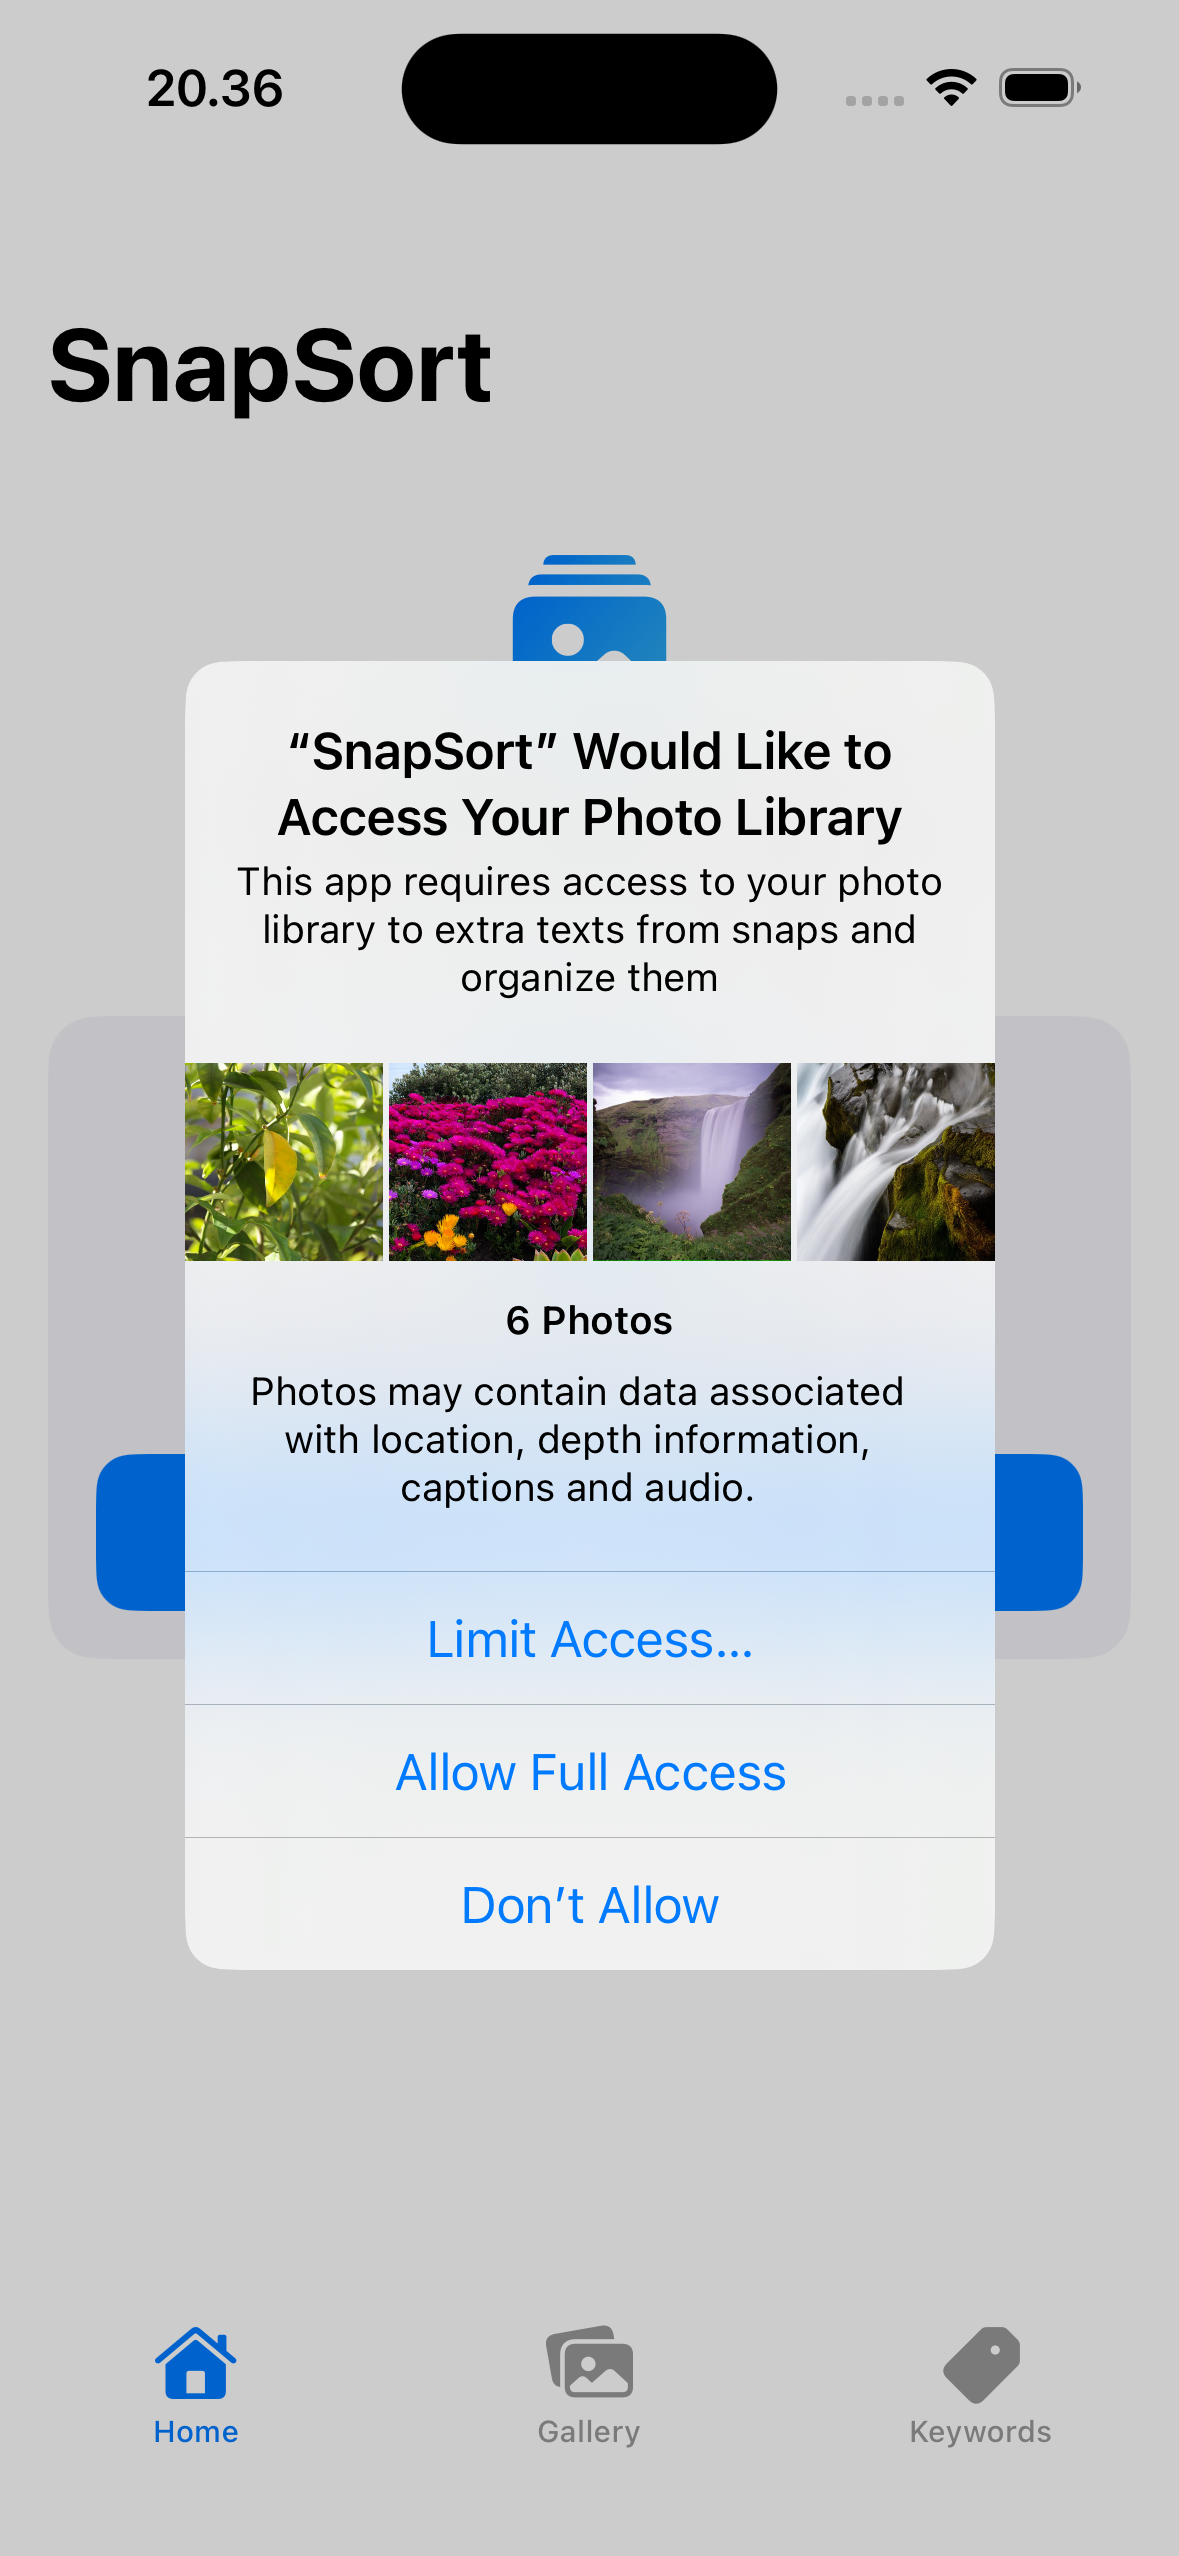 20.36
SnapSort
“SnapSort” Would Like to
Access Your Photo Library
This app requires access to your photo
library to extra texts from snaps and
organize them
6 Photos
Photos may contain data associated
with location, depth information,
captions and audio.
Limit Access...
Allow Full Access
Don’t Allow
Home
Gallery
Keywords